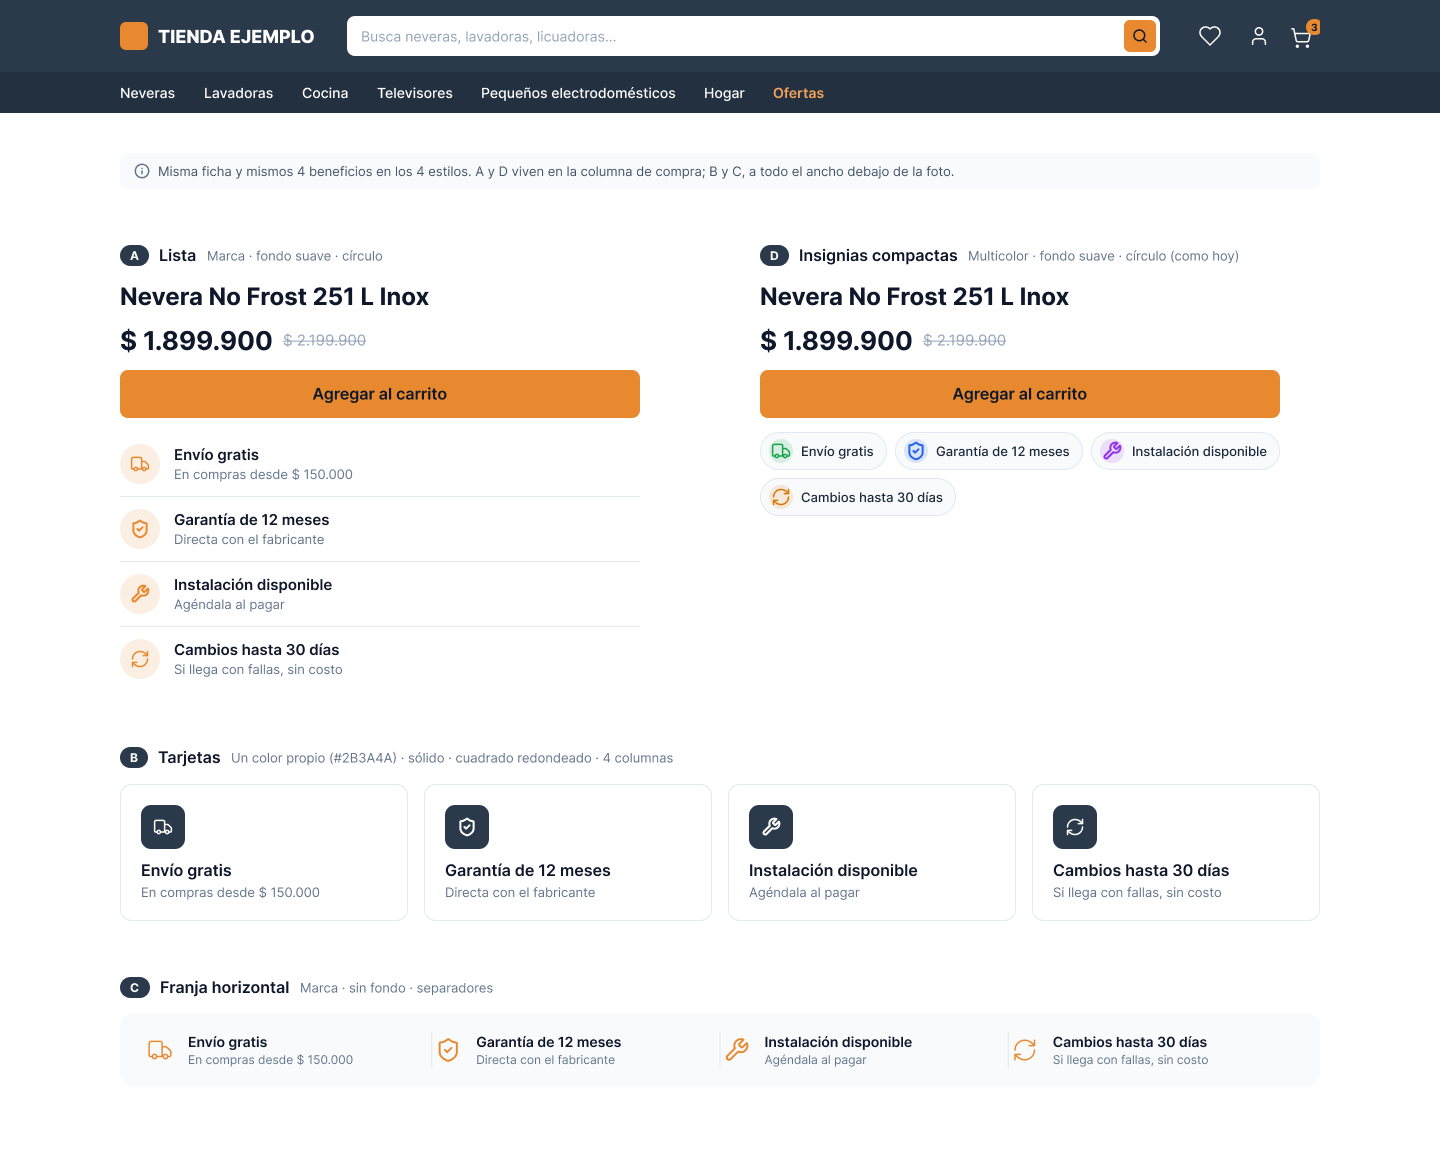 TIENDA EJEMPLO
Busca neveras, lavadoras, licuadoras...
3
Neveras Lavadoras Cocina Televisores Pequeños electrodomésticos Hogar Ofertas
Misma ficha y mismos 4 beneficios en los 4 estilos. A y D viven en la columna de compra; B y C, a todo el ancho debajo de la foto.
A Lista Marca · fondo suave · círculo
Nevera No Frost 251 L Inox
$ 1.899.900 $ 2.199.900
Agregar al carrito
Envío gratis
En compras desde $ 150.000
Garantía de 12 meses
Directa con el fabricante
Instalación disponible
Agéndala al pagar
Cambios hasta 30 días
Si llega con fallas, sin costo
D Insignias compactas Multicolor · fondo suave · círculo (como hoy)
Nevera No Frost 251 L Inox
$ 1.899.900 $ 2.199.900
Agregar al carrito
Envío gratis Garantía de 12 meses Instalación disponible
Cambios hasta 30 días
B Tarjetas Un color propio (#2B3A4A) · sólido · cuadrado redondeado · 4 columnas
Envío gratis
En compras desde $ 150.000
Garantía de 12 meses
Directa con el fabricante
Instalación disponible
Agéndala al pagar
Cambios hasta 30 días
Si llega con fallas, sin costo
C Franja horizontal Marca · sin fondo · separadores
Envío gratis
En compras desde $ 150.000
Garantía de 12 meses
Directa con el fabricante
Instalación disponible
Agéndala al pagar
Cambios hasta 30 días
Si llega con fallas, sin costo